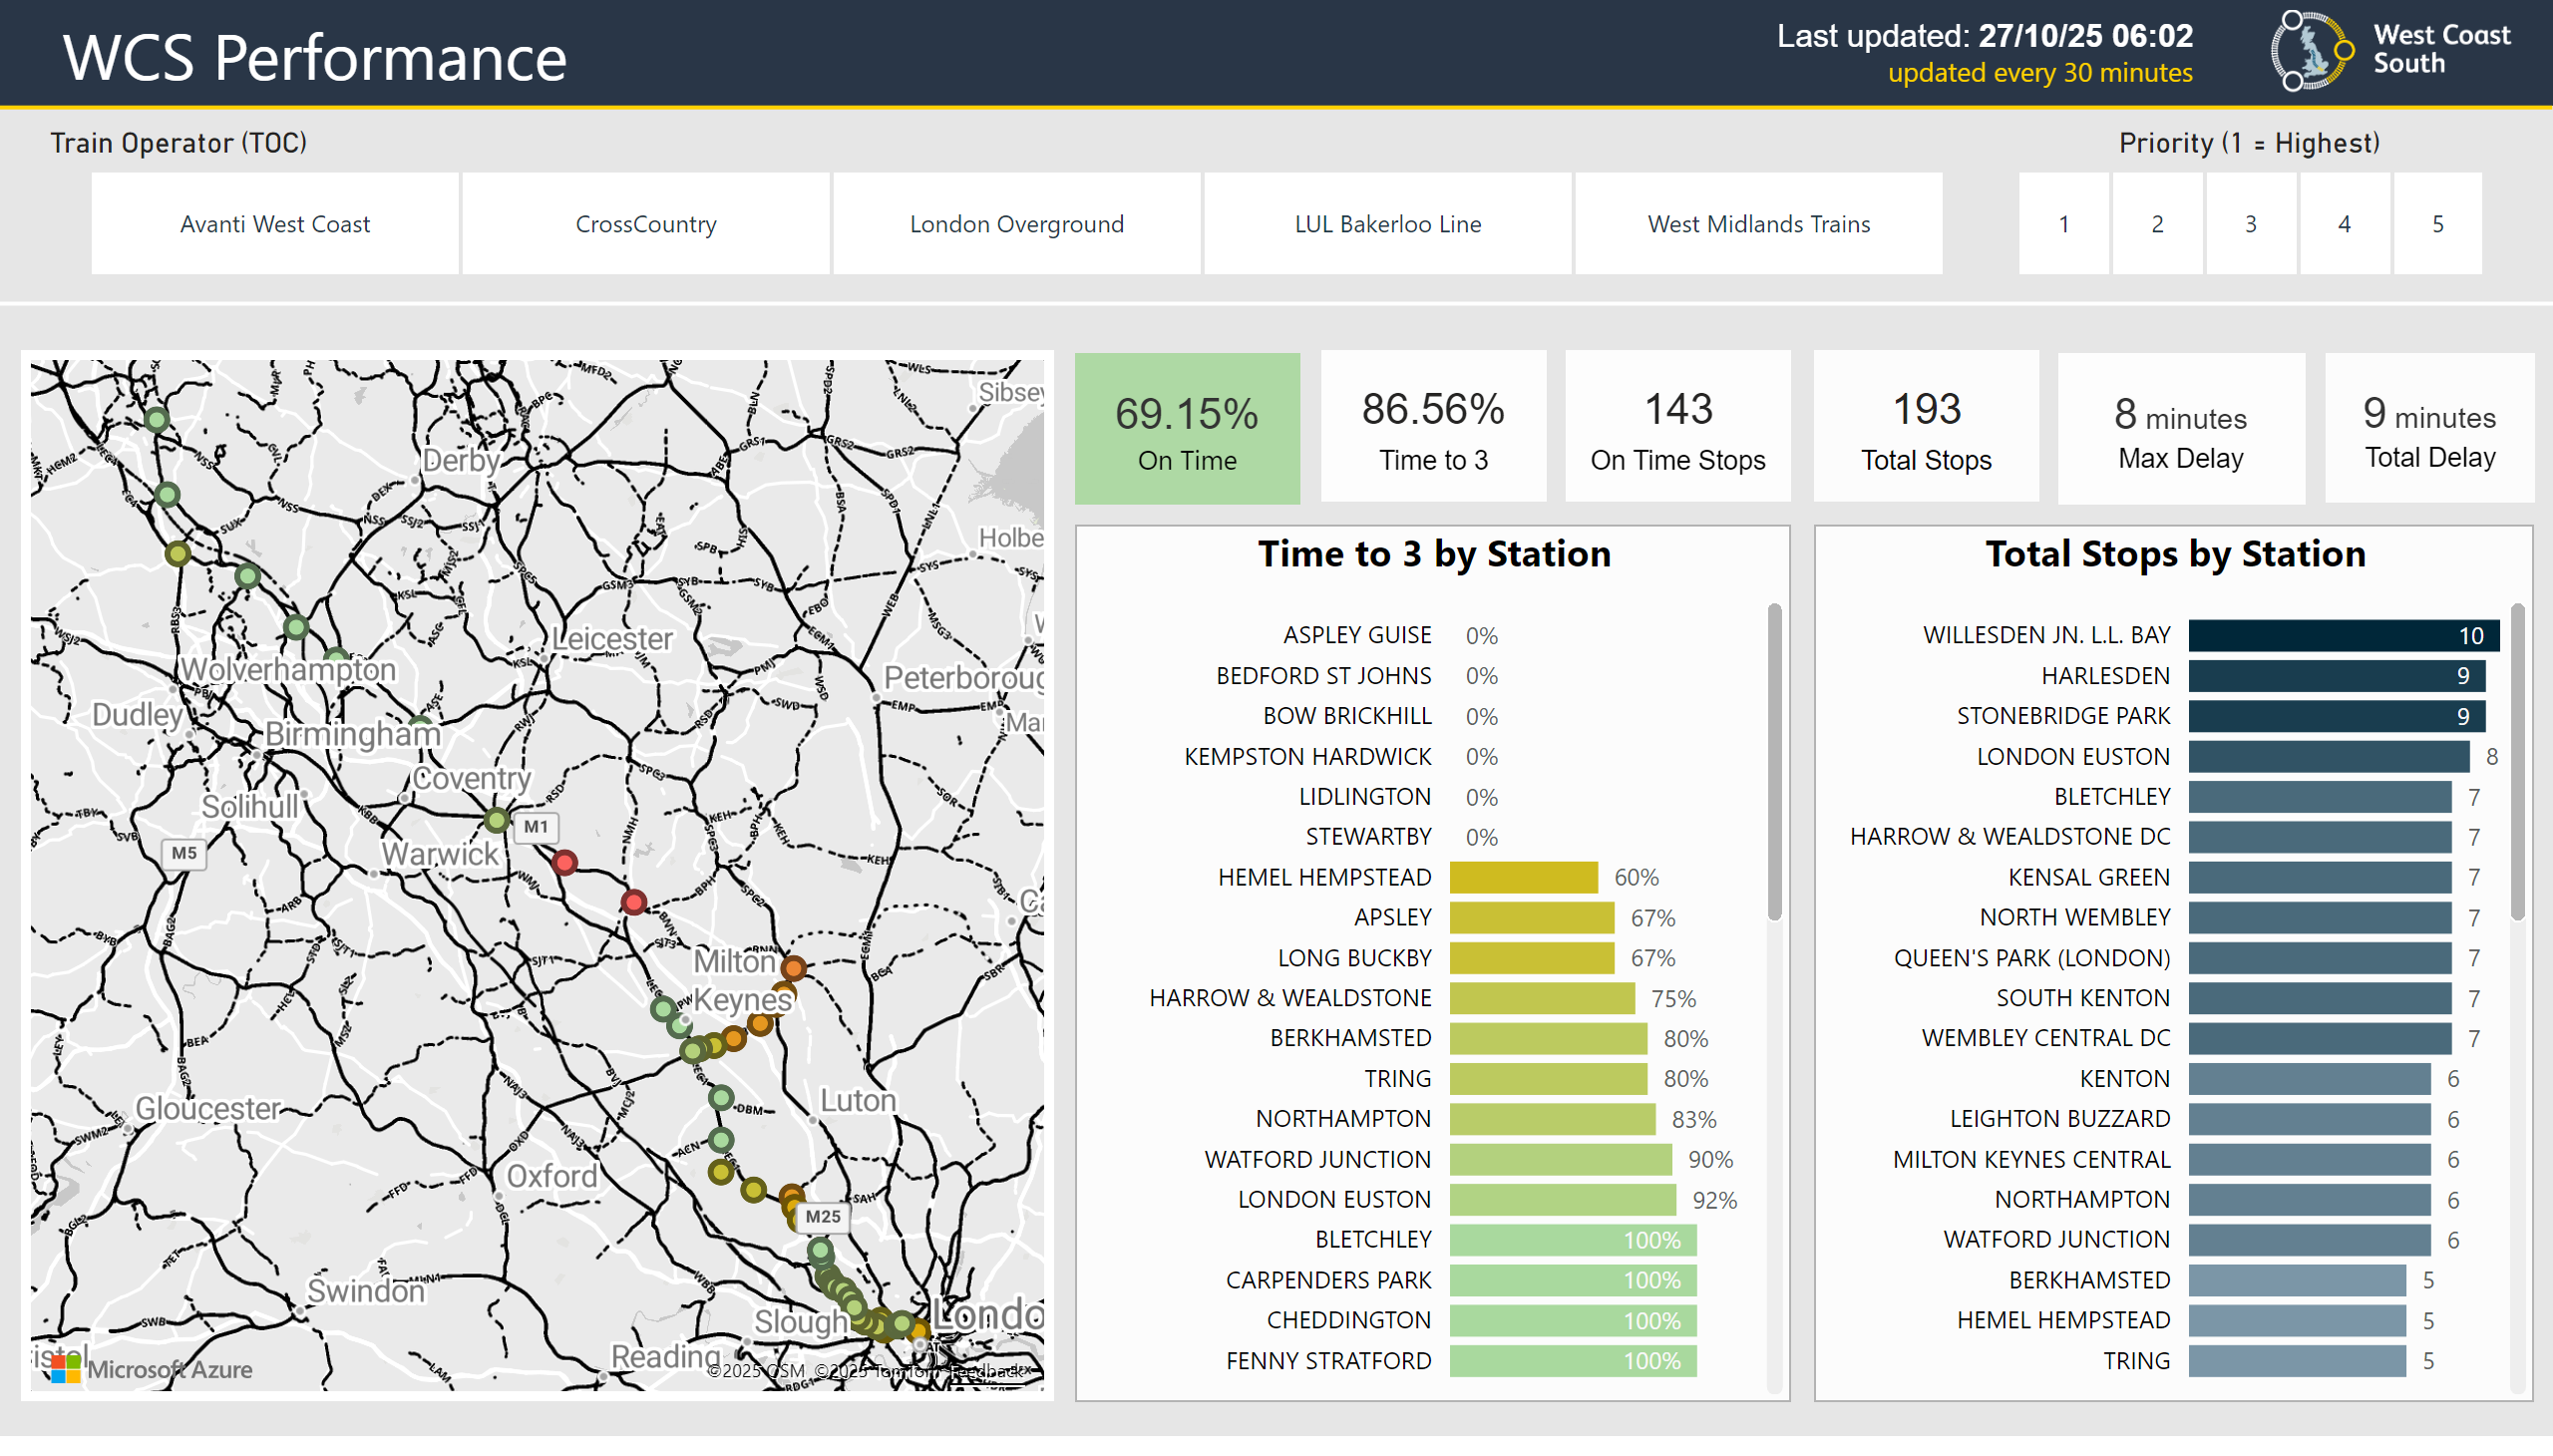 WCS Performance
Last updated: 27/10/25 06:02
updated every 30 minutes
West Coast
South
Train Operator (TOC)
Priority (1 = Highest)
Avanti West Coast
CrossCountry
London Overground
LUL Bakerloo Line
West Midlands Trains
1
2
3
4
5
69.15%
On Time
86.56%
Time to 3
143
On Time Stops
193
Total Stops
8 minutes
Max Delay
9 minutes
Total Delay
Derby
Leicester
Wolverhampton
Peterboroug
Dudley
Birmingham
Coventry
Solihull
M1
M5
Warwick
Milton
Keynes
Gloucester
Luton
Oxford
M25
Swindon
Slough
Londo
Reading
Sibsey
Holbe
Microsoft Azure
©2025 OSM ©2025 TomTom Feedback
Time to 3 by Station
ASPLEY GUISE 0%
BEDFORD ST JOHNS 0%
BOW BRICKHILL 0%
KEMPSTON HARDWICK 0%
LIDLINGTON 0%
STEWARTBY 0%
HEMEL HEMPSTEAD 60%
APSLEY 67%
LONG BUCKBY 67%
HARROW & WEALDSTONE 75%
BERKHAMSTED 80%
TRING 80%
NORTHAMPTON 83%
WATFORD JUNCTION 90%
LONDON EUSTON 92%
BLETCHLEY 100%
CARPENDERS PARK 100%
CHEDDINGTON 100%
FENNY STRATFORD 100%
Total Stops by Station
WILLESDEN JN. L.L. BAY 10
HARLESDEN 9
STONEBRIDGE PARK 9
LONDON EUSTON 8
BLETCHLEY 7
HARROW & WEALDSTONE DC 7
KENSAL GREEN 7
NORTH WEMBLEY 7
QUEEN'S PARK (LONDON) 7
SOUTH KENTON 7
WEMBLEY CENTRAL DC 7
KENTON 6
LEIGHTON BUZZARD 6
MILTON KEYNES CENTRAL 6
NORTHAMPTON 6
WATFORD JUNCTION 6
BERKHAMSTED 5
HEMEL HEMPSTEAD 5
TRING 5